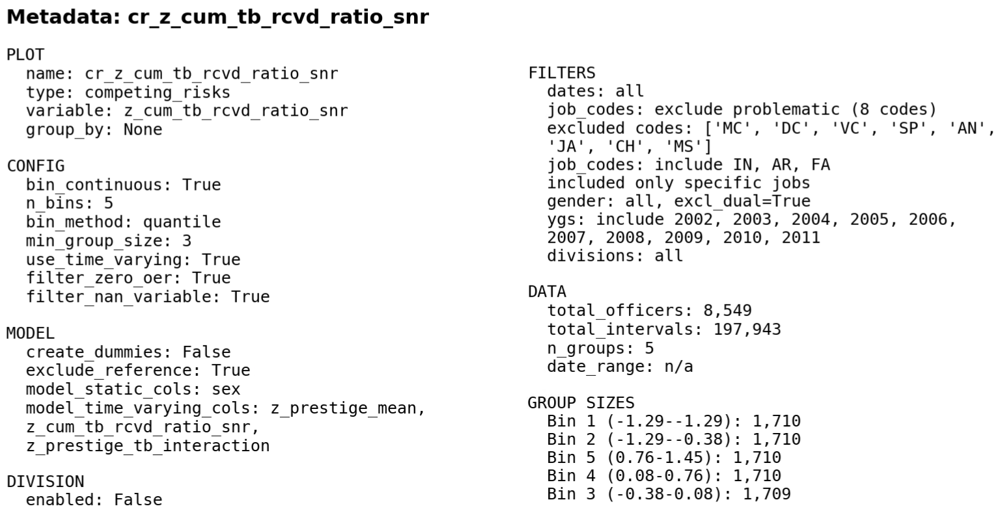 Metadata: cr_z_cum_tb_rcvd_ratio_snr
PLOT
name: cr_z_cum_tb_rcvd_ratio_snr
type: competing_risks
variable: z_cum_tb_rcvd_ratio_snr
group_by: None
CONFIG
bin_continuous: True
n_bins: 5
bin_method: quantile
min_group_size: 3
use_time_varying: True
filter_zero_oer: True
filter_nan_variable: True
MODEL
create_dummies: False
exclude_reference: True
model_static_cols: sex
model_time_varying_cols: z_prestige_mean,
z_cum_tb_rcvd_ratio_snr,
z_prestige_tb_interaction
DIVISION
enabled: False
FILTERS
dates: all
job_codes: exclude problematic (8 codes)
excluded codes: ['MC', 'DC', 'VC', 'SP', 'AN',
'JA', 'CH', 'MS']
job_codes: include IN, AR, FA
included only specific jobs
gender: all, excl_dual=True
ygs: include 2002, 2003, 2004, 2005, 2006,
2007, 2008, 2009, 2010, 2011
divisions: all
DATA
total_officers: 8,549
total_intervals: 197,943
n_groups: 5
date_range: n/a
GROUP SIZES
Bin 1 (-1.29--1.29): 1,710
Bin 2 (-1.29--0.38): 1,710
Bin 5 (0.76-1.45): 1,710
Bin 4 (0.08-0.76): 1,710
Bin 3 (-0.38-0.08): 1,709